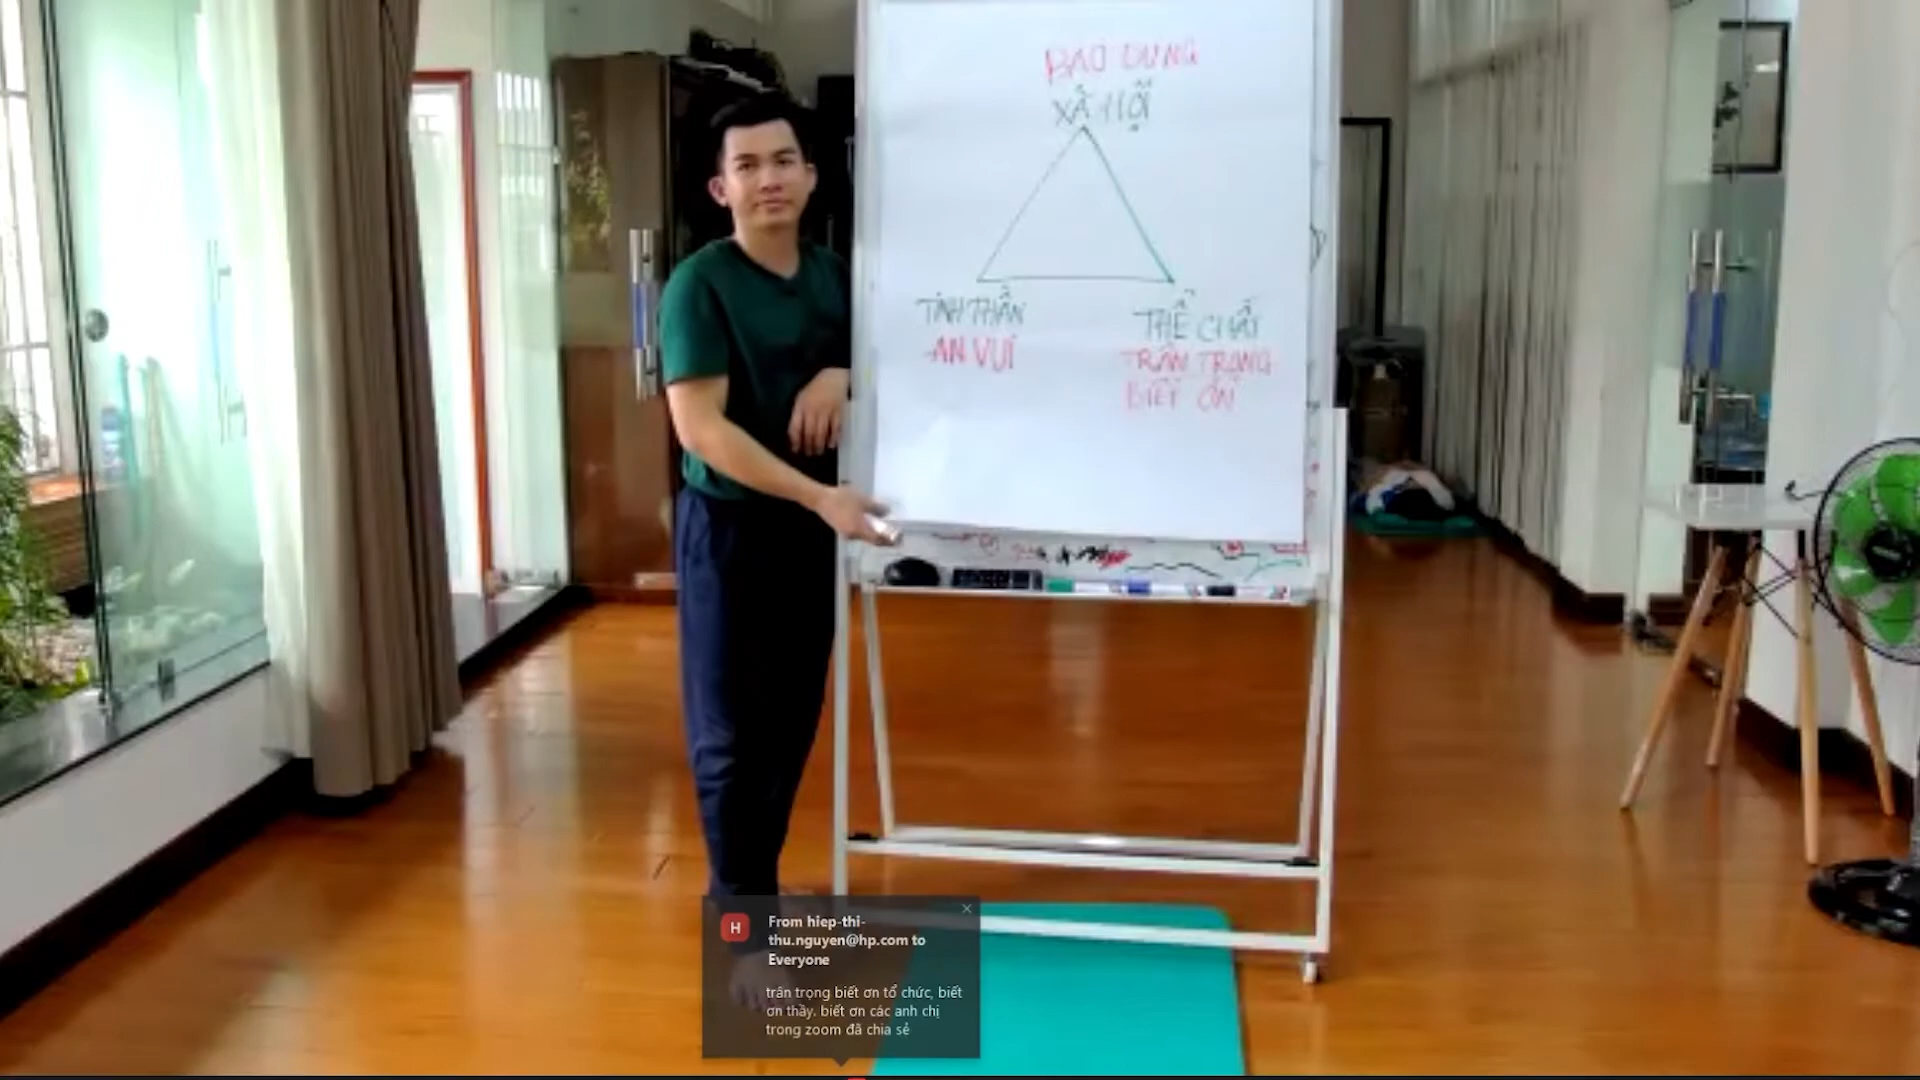 BAO DUNG
XÃ HỘI
TINH THẦN
AN VUI
THỂ CHẤT
TRÂN TRỌNG
BIẾT ƠN
H
From hiep-thi-
thu.nguyen@hp.com to
Everyone
trân trọng biết ơn tổ chức, biết
ơn thầy. biết ơn các anh chị
trong zoom đã chia sẻ